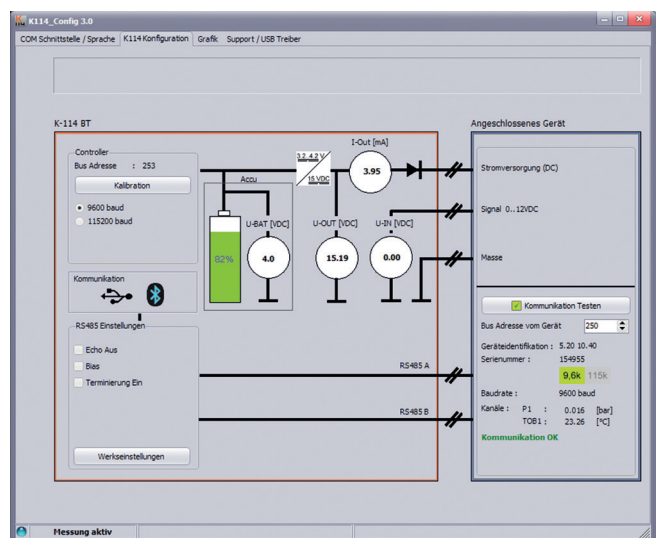 K114_Config 3.0
COM Schnittstelle / Sprache K114 Konfiguration Grafik Support / USB Treiber
K-114 BT
Angeschlossenes Gerät
Controller
Bus Adresse : 253
Kalibration
9600 baud
115200 baud
Kommunikation
RS485 Einstellungen
Echo Aus
Bias
Terminierung Ein
Werkseinstellungen
Accu
82%
U-BAT [VDC]
4.0
3.2..4.2 V
15 VDC
I-Out [mA]
3.95
U-OUT [VDC]
15.19
U-IN [VDC]
0.00
RS485 A
RS485 B
Stromversorgung (DC)
Signal 0..12VDC
Masse
Kommunikation Testen
Bus Adresse vom Gerät 250
Geräteidentifikation : 5.20 10.40
Serienummer : 154955
9,6k 115k
Baudrate : 9600 baud
Kanäle : P1 : 0.016 [bar]
TOB1 : 23.26 [°C]
Kommunikation OK
Messung aktiv